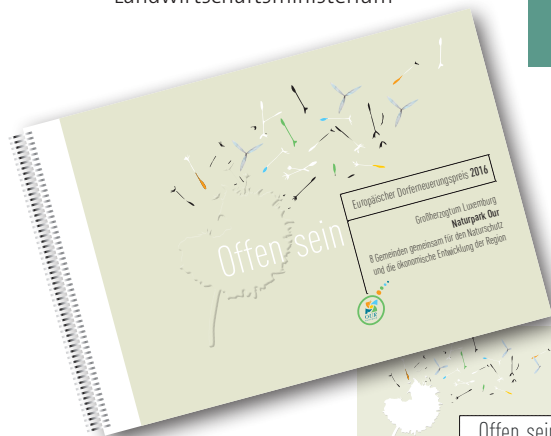 Landwirtschaftsministerium
Offen sein
Europäischer Dorferneuerungspreis 2016
Großherzogtum Luxemburg
Naturpark Our
8 Gemeinden gemeinsam für den Naturschutz
und die ökonomische Entwicklung der Region
OUR
Offen sein